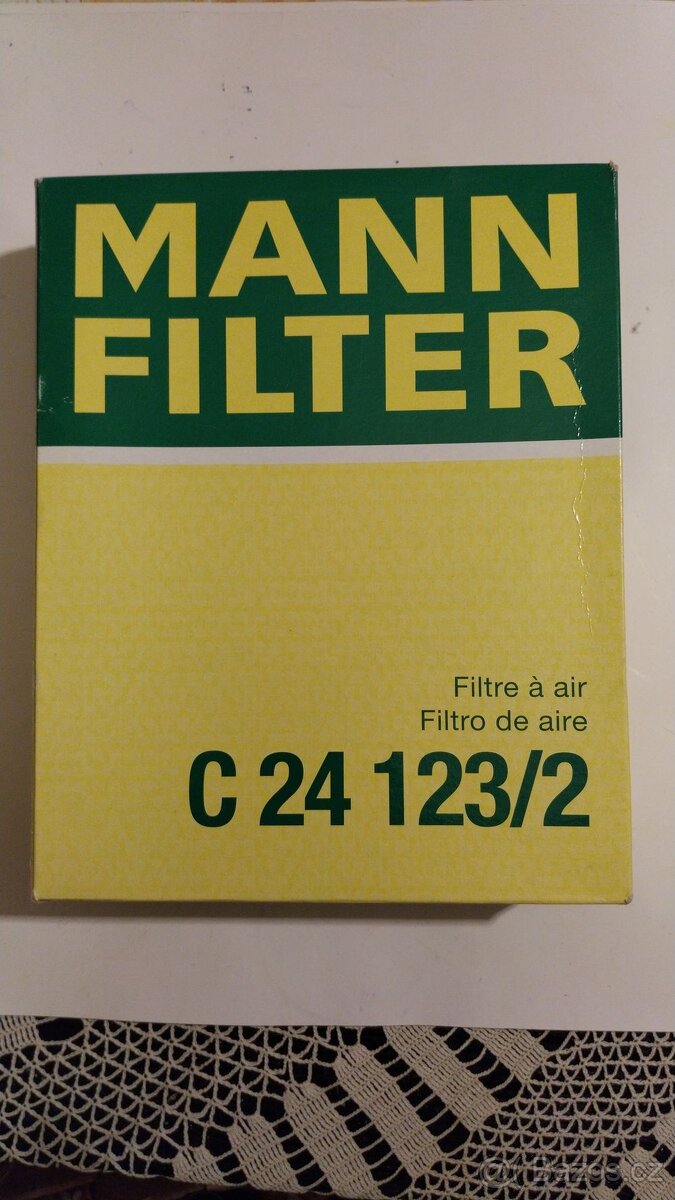 MANN
FILTER
Filtre à air
Filtro de aire
C 24 123/2
Bazos.cz